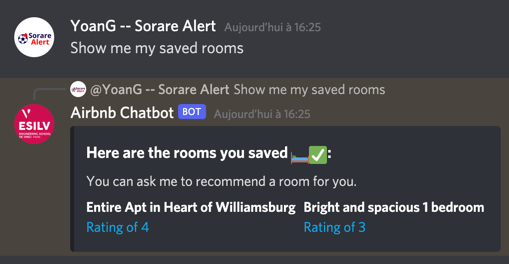 Sorare
Alert
YoanG -- Sorare Alert Aujourd'hui à 16:25
Show me my saved rooms
@YoanG -- Sorare Alert Show me my saved rooms
ESILV
Airbnb Chatbot BOT Aujourd'hui à 16:25
Here are the rooms you saved 🛏️✅:
You can ask me to recommend a room for you.
Entire Apt in Heart of Williamsburg Bright and spacious 1 bedroom
Rating of 4 Rating of 3